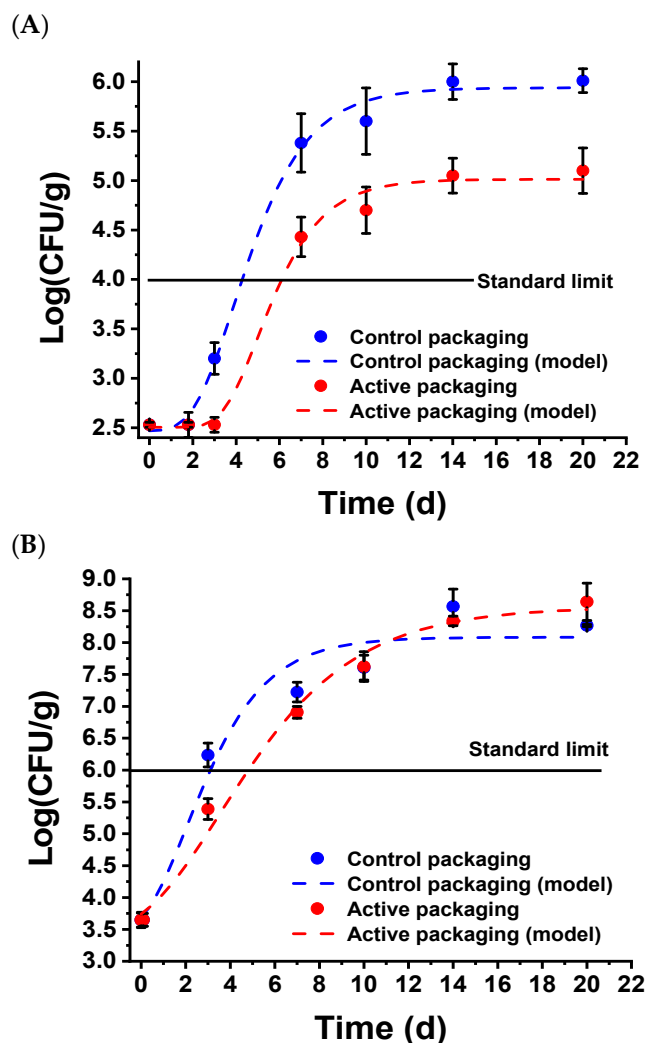 (A)
Log(CFU/g)
6.0
5.5
5.0
4.5
4.0
3.5
3.0
2.5
Standard limit
Control packaging
Control packaging (model)
Active packaging
Active packaging (model)
0 2 4 6 8 10 12 14 16 18 20 22
Time (d)
(B)
Log(CFU/g)
9.0
8.5
8.0
7.5
7.0
6.5
6.0
5.5
5.0
4.5
4.0
3.5
3.0
Standard limit
Control packaging
Control packaging (model)
Active packaging
Active packaging (model)
0 2 4 6 8 10 12 14 16 18 20 22
Time (d)